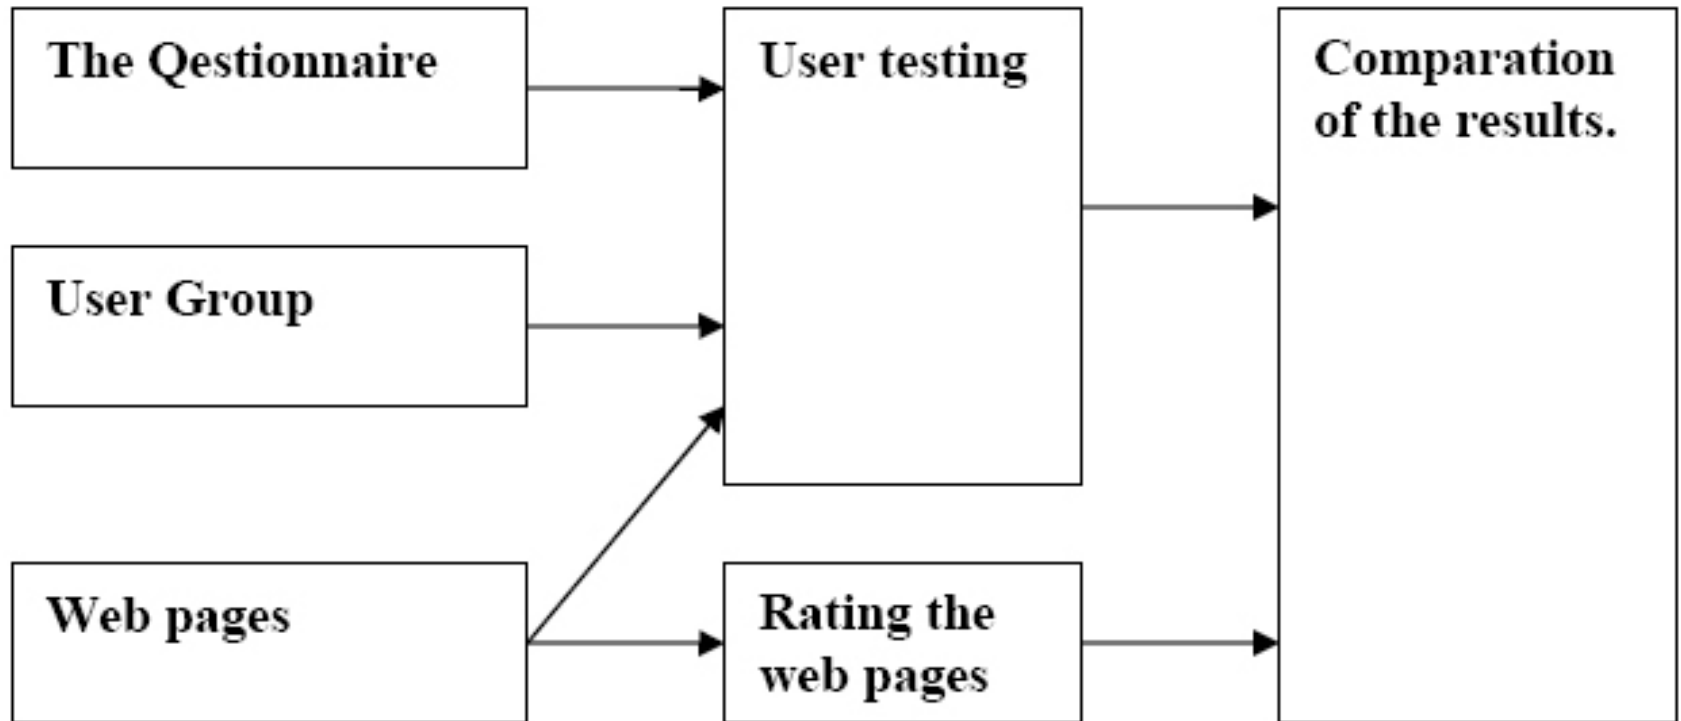 The Qestionnaire
User testing
Comparation
of the results.
User Group
Web pages
Rating the
web pages